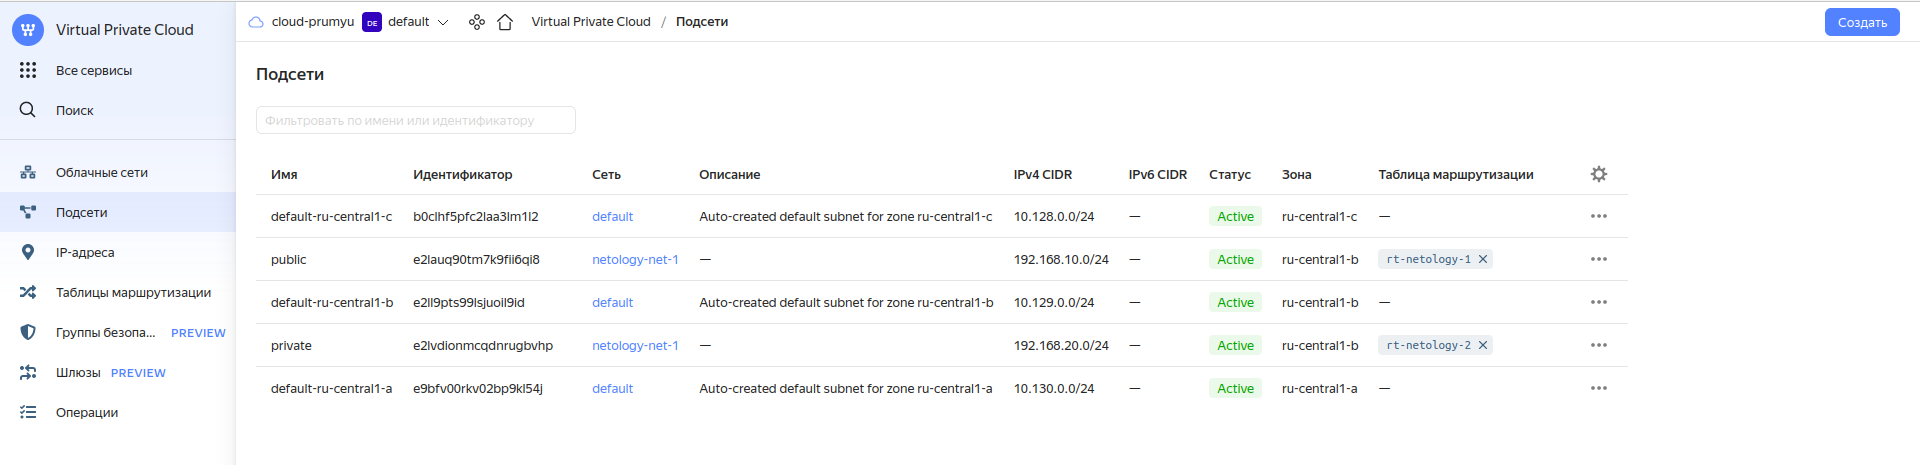 Virtual Private Cloud
Все сервисы
Поиск
Облачные сети
Подсети
IP-адреса
Таблицы маршрутизации
Группы безопа... PREVIEW
Шлюзы PREVIEW
Операции
cloud-prumyu DE default Virtual Private Cloud / Подсети Создать
Подсети
Фильтровать по имени или идентификатору
Имя Идентификатор Сеть Описание IPv4 CIDR IPv6 CIDR Статус Зона Таблица маршрутизации
default-ru-central1-c b0clhf5pfc2laa3lm1l2 default Auto-created default subnet for zone ru-central1-c 10.128.0.0/24 — Active ru-central1-c —
public e2lauq90tm7k9fii6qi8 netology-net-1 — 192.168.10.0/24 — Active ru-central1-b rt-netology-1 ×
default-ru-central1-b e2ll9pts99lsjuoil9id default Auto-created default subnet for zone ru-central1-b 10.129.0.0/24 — Active ru-central1-b —
private e2lvdionmcqdnrugbvhp netology-net-1 — 192.168.20.0/24 — Active ru-central1-b rt-netology-2 ×
default-ru-central1-a e9bfv00rkv02bp9kl54j default Auto-created default subnet for zone ru-central1-a 10.130.0.0/24 — Active ru-central1-a —